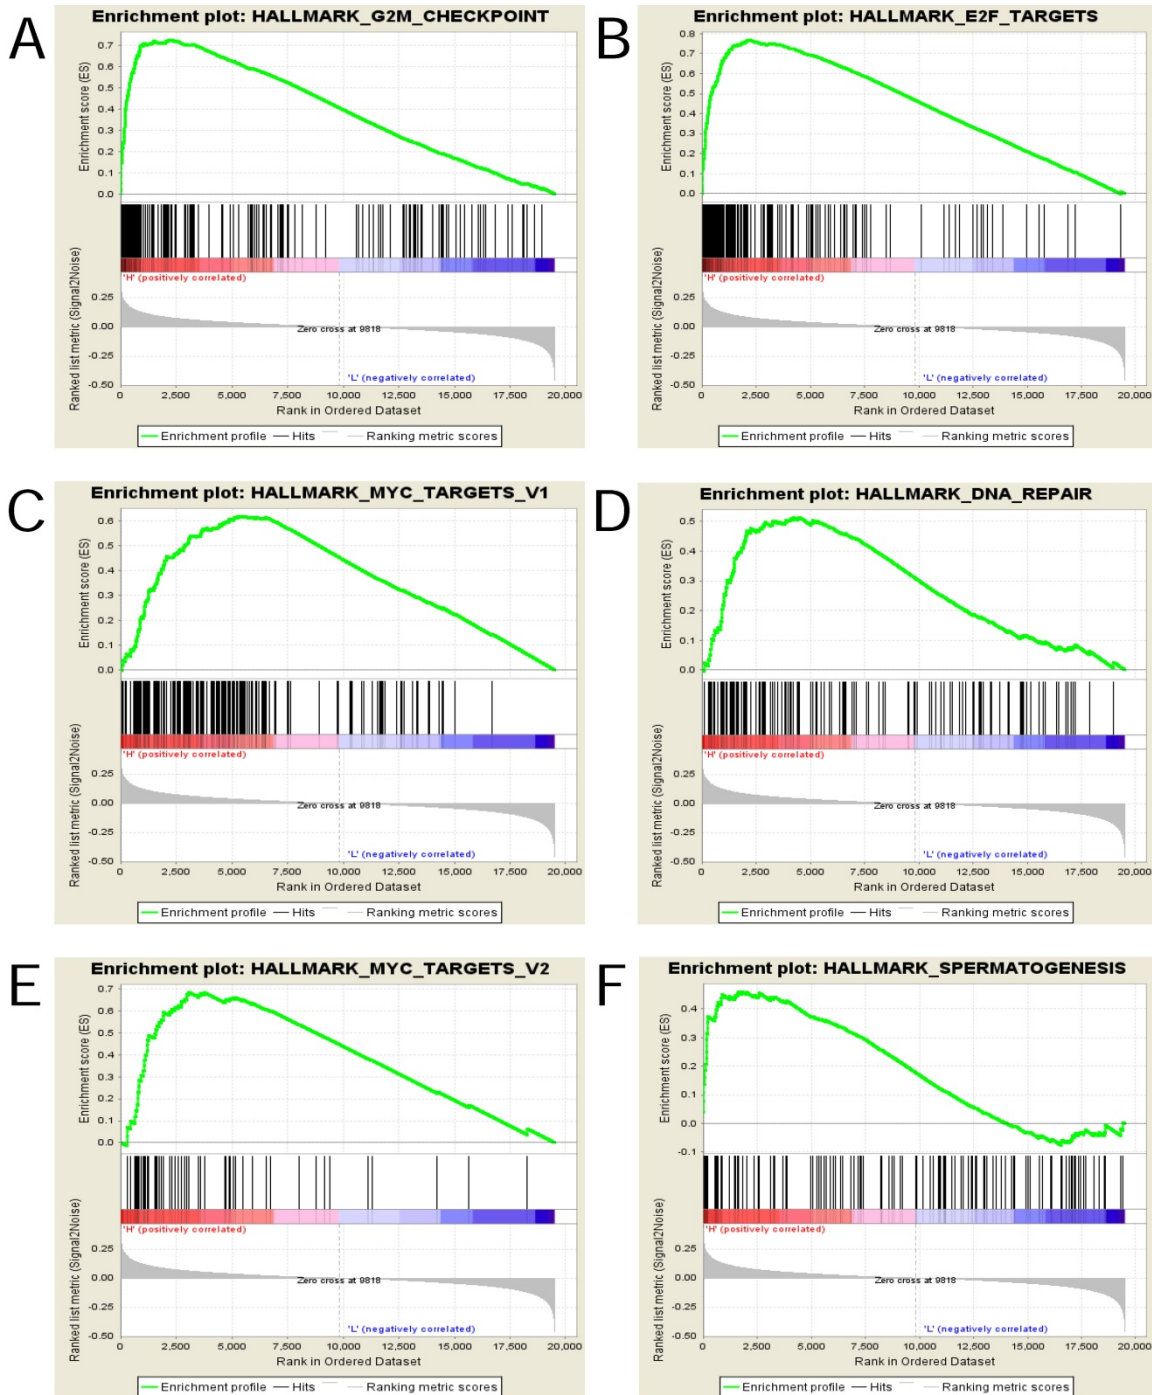 A
Enrichment plot: HALLMARK_G2M_CHECKPOINT
Enrichment score (ES)
0.7
0.6
0.5
0.4
0.3
0.2
0.1
0.0
'H' (positively correlated)
Ranked list metric (Signal2Noise)
0.25
0.00
-0.25
-0.50
Zero cross at 9818
'L' (negatively correlated)
0 2,500 5,000 7,500 10,000 12,500 15,000 17,500 20,000
Rank in Ordered Dataset
Enrichment profile Hits Ranking metric scores
B
Enrichment plot: HALLMARK_E2F_TARGETS
Enrichment score (ES)
0.8
0.7
0.6
0.5
0.4
0.3
0.2
0.1
0.0
'H' (positively correlated)
Ranked list metric (Signal2Noise)
0.25
0.00
-0.25
-0.50
Zero cross at 9818
'L' (negatively correlated)
0 2,500 5,000 7,500 10,000 12,500 15,000 17,500 20,000
Rank in Ordered Dataset
Enrichment profile Hits Ranking metric scores
C
Enrichment plot: HALLMARK_MYC_TARGETS_V1
Enrichment score (ES)
0.6
0.5
0.4
0.3
0.2
0.1
0.0
'H' (positively correlated)
Ranked list metric (Signal2Noise)
0.25
0.00
-0.25
-0.50
Zero cross at 9818
'L' (negatively correlated)
0 2,500 5,000 7,500 10,000 12,500 15,000 17,500 20,000
Rank in Ordered Dataset
Enrichment profile Hits Ranking metric scores
D
Enrichment plot: HALLMARK_DNA_REPAIR
Enrichment score (ES)
0.5
0.4
0.3
0.2
0.1
0.0
'H' (positively correlated)
Ranked list metric (Signal2Noise)
0.25
0.00
-0.25
-0.50
Zero cross at 9818
'L' (negatively correlated)
0 2,500 5,000 7,500 10,000 12,500 15,000 17,500 20,000
Rank in Ordered Dataset
Enrichment profile Hits Ranking metric scores
E
Enrichment plot: HALLMARK_MYC_TARGETS_V2
Enrichment score (ES)
0.7
0.6
0.5
0.4
0.3
0.2
0.1
0.0
'H' (positively correlated)
Ranked list metric (Signal2Noise)
0.25
0.00
-0.25
-0.50
Zero cross at 9818
'L' (negatively correlated)
0 2,500 5,000 7,500 10,000 12,500 15,000 17,500 20,000
Rank in Ordered Dataset
Enrichment profile Hits Ranking metric scores
F
Enrichment plot: HALLMARK_SPERMATOGENESIS
Enrichment score (ES)
0.4
0.3
0.2
0.1
0.0
-0.1
'H' (positively correlated)
Ranked list metric (Signal2Noise)
0.25
0.00
-0.25
-0.50
Zero cross at 9818
'L' (negatively correlated)
0 2,500 5,000 7,500 10,000 12,500 15,000 17,500 20,000
Rank in Ordered Dataset
Enrichment profile Hits Ranking metric scores